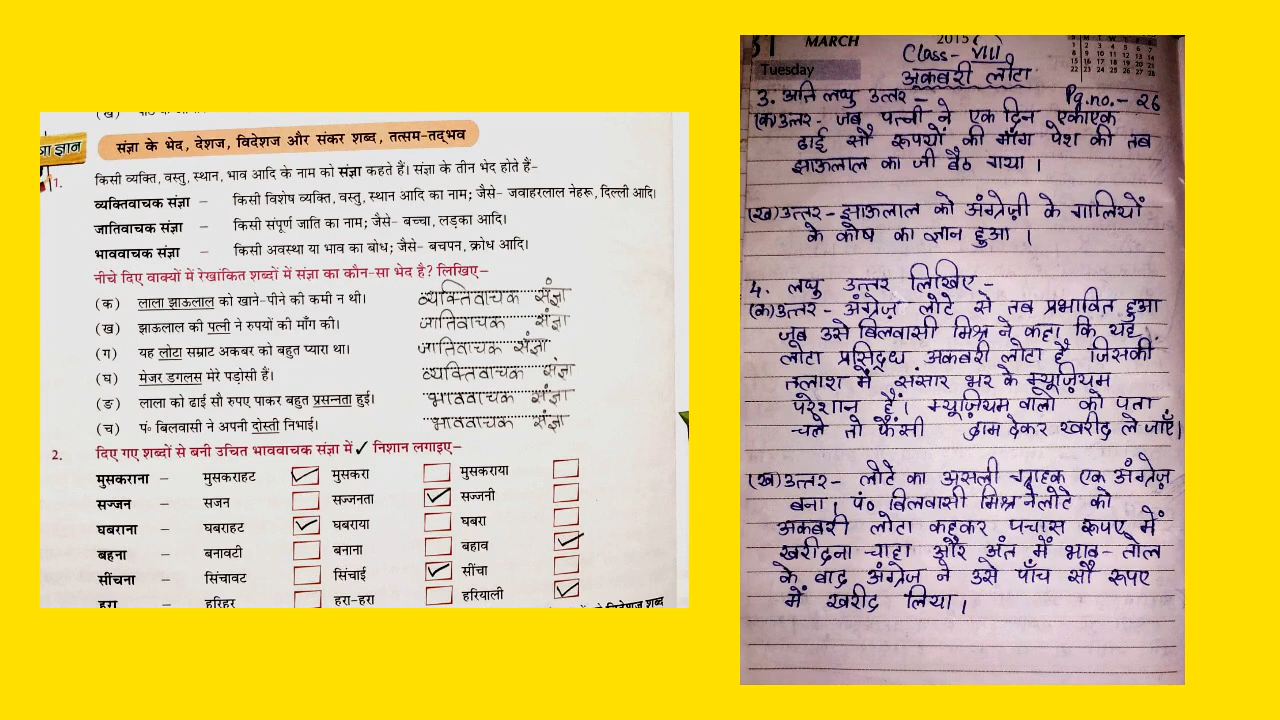 संज्ञा के भेद, देशज, विदेशज और संकर शब्द, तत्सम-तद्भव
ज्ञान
1. किसी व्यक्ति, वस्तु, स्थान, भाव आदि के नाम को संज्ञा कहते हैं। संज्ञा के तीन भेद होते हैं–
व्यक्तिवाचक संज्ञा – किसी विशेष व्यक्ति, वस्तु, स्थान आदि का नाम; जैसे- जवाहरलाल नेहरू, दिल्ली आदि।
जातिवाचक संज्ञा – किसी संपूर्ण जाति का नाम; जैसे- बच्चा, लड़का आदि।
भाववाचक संज्ञा – किसी अवस्था या भाव का बोध; जैसे- बचपन, क्रोध आदि।
नीचे दिए वाक्यों में रेखांकित शब्दों में संज्ञा का कौन-सा भेद है? लिखिए–
(क) लाला झाऊलाल को खाने-पीने की कमी न थी। व्यक्तिवाचक संज्ञा
(ख) झाऊलाल की पत्नी ने रुपयों की माँग की। जातिवाचक संज्ञा
(ग) यह लोटा सम्राट अकबर को बहुत प्यारा था। जातिवाचक संज्ञा
(घ) मेजर डगलस मेरे पड़ोसी हैं। व्यक्तिवाचक संज्ञा
(ङ) लाला को ढाई सौ रुपए पाकर बहुत प्रसन्नता हुई। भाववाचक संज्ञा
(च) पं० बिलवासी ने अपनी दोस्ती निभाई। भाववाचक संज्ञा
2. दिए गए शब्दों से बनी उचित भाववाचक संज्ञा में ✓ निशान लगाइए–
मुसकराना – मुसकराहट ✓ मुसकरा मुसकराया
सज्जन – सजन सज्जनता ✓ सज्जनी
घबराना – घबराहट ✓ घबराया घबरा
बहना – बनावटी बनाना बहाव ✓
सींचना – सिंचावट सिंचाई ✓ सींचा
हरा – हरिहर हरा-हरा हरियाली ✓
विदेशज शब्द
31 MARCH 2015
Tuesday
Class- VIII
अकबरी लोटा
3. अति लघु उत्तर – Pg.no.- 26
(क) उत्तर- जब पत्नी ने एक दिन एकाएक
ढाई सौ रूपयों की माँग पेश की तब
झाऊलाल का जी बैठ गया।
(ख) उत्तर- झाऊलाल को अंग्रेज़ी के गालियों
के कोष का ज्ञान हुआ।
4. लघु उत्तर लिखिए –
(क) उत्तर - अंग्रेज़ लोटे से तब प्रभावित हुआ
जब उसे बिलवासी मिश्र ने कहा कि यह
लोटा प्रसिद्ध अकबरी लोटा है जिसकी
तलाश में संसार भर के म्यूज़ियम
परेशान हैं। म्यूज़ियम वालों को पता
चले तो फैंसी दाम देकर खरीद ले जाएँ।
(ख) उत्तर- लोटे का असली ग्राहक एक अंग्रेज़
बना। पं० बिलवासी मिश्र ने लोटे को
अकबरी लोटा कहकर पचास रूपए में
खरीदना चाहा और अंत में भाव-तोल
के बाद अंग्रेज ने उसे पाँच सौ रूपए
में खरीद लिया।